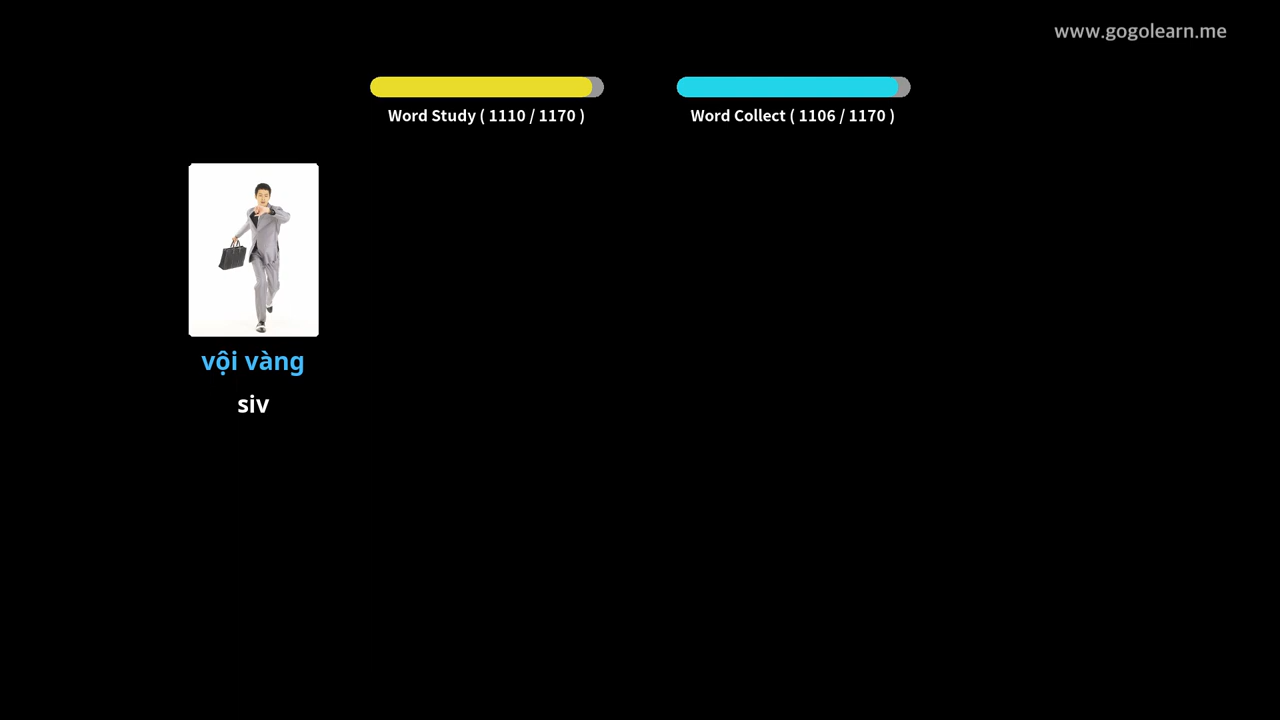 www.gogolearn.me
Word Study ( 1110 / 1170 )
Word Collect ( 1106 / 1170 )
vội vàng
siv